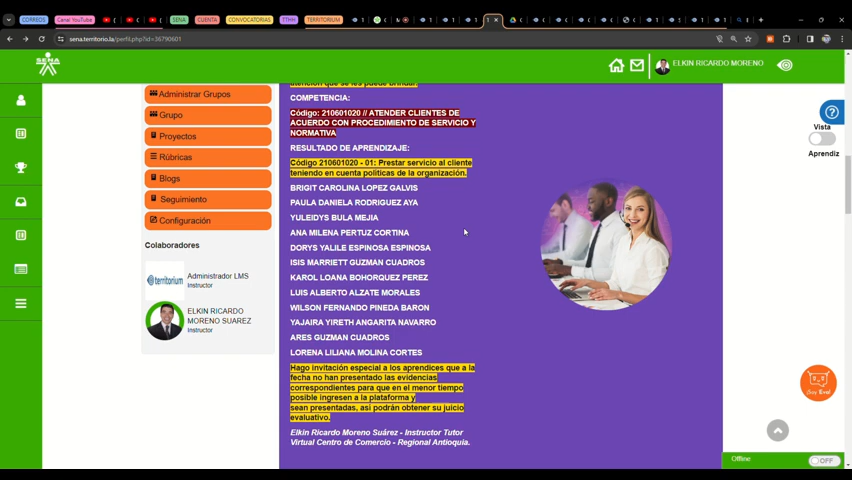 CORREOS
Canal YouTube
SENA
CUENTA
CONVOCATORIAS
TTHH
TERRITORIUM
sena.territorio.la/perfil.php?id=36790601
SENA
ELKIN RICARDO MORENO
Administrar Grupos
Grupo
Proyectos
Rúbricas
Blogs
Seguimiento
Configuración
Colaboradores
territorium
Administrador LMS
Instructor
ELKIN RICARDO
MORENO SUAREZ
Instructor
atención que se les puede brindar.
COMPETENCIA:
Código: 210601020 // ATENDER CLIENTES DE
ACUERDO CON PROCEDIMIENTO DE SERVICIO Y
NORMATIVA
RESULTADO DE APRENDIZAJE:
Código 210601020 - 01: Prestar servicio al cliente
teniendo en cuenta políticas de la organización.
BRIGIT CAROLINA LOPEZ GALVIS
PAULA DANIELA RODRIGUEZ AYA
YULEIDYS BULA MEJIA
ANA MILENA PERTUZ CORTINA
DORYS YALILE ESPINOSA ESPINOSA
ISIS MARRIETT GUZMAN CUADROS
KAROL LOANA BOHORQUEZ PEREZ
LUIS ALBERTO ALZATE MORALES
WILSON FERNANDO PINEDA BARON
YAJAIRA YIRETH ANGARITA NAVARRO
ARES GUZMAN CUADROS
LORENA LILIANA MOLINA CORTES
Hago invitación especial a los aprendices que a la
fecha no han presentado las evidencias
correspondientes para que en el menor tiempo
posible ingresen a la plataforma y
sean presentadas, asi podrán obtener su juicio
evaluativo.
Elkin Ricardo Moreno Suárez - Instructor Tutor
Virtual Centro de Comercio - Regional Antioquia.
Vista
Aprendiz
Offline
OFF